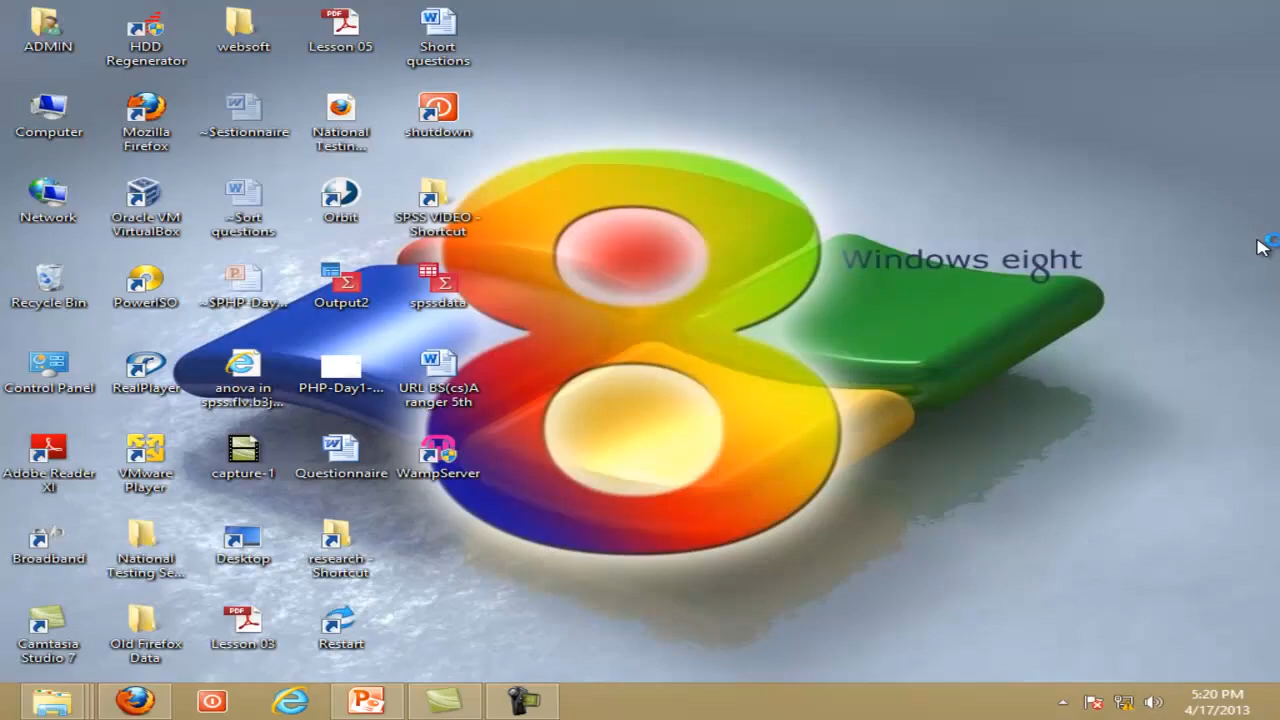 ADMIN
HDD
Regenerator
websoft
Lesson 05
Short
questions
Computer
Mozilla
Firefox
~$estionnaire
National
Testin...
shutdown
Network
Oracle VM
VirtualBox
~$ort
questions
Orbit
SPSS VIDEO -
Shortcut
Recycle Bin
PowerISO
~$PHP-Day...
Output2
spssdata
Control Panel
RealPlayer
anova in
spss.flv.b3j...
PHP-Day1-...
URL BS(cs)A
ranger 5th
Adobe Reader
XI
VMware
Player
capture-1
Questionnaire
WampServer
Broadband
National
Testing Se...
Desktop
research -
Shortcut
Camtasia
Studio 7
Old Firefox
Data
Lesson 03
Restart
Windows eight
5:20 PM
4/17/2013